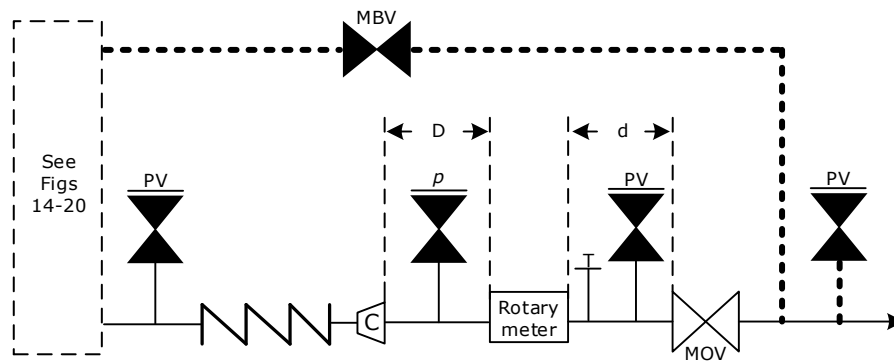 MBV
D
d
See
Figs
14-20
PV
p
PV
PV
T
C
Rotary
meter
MOV